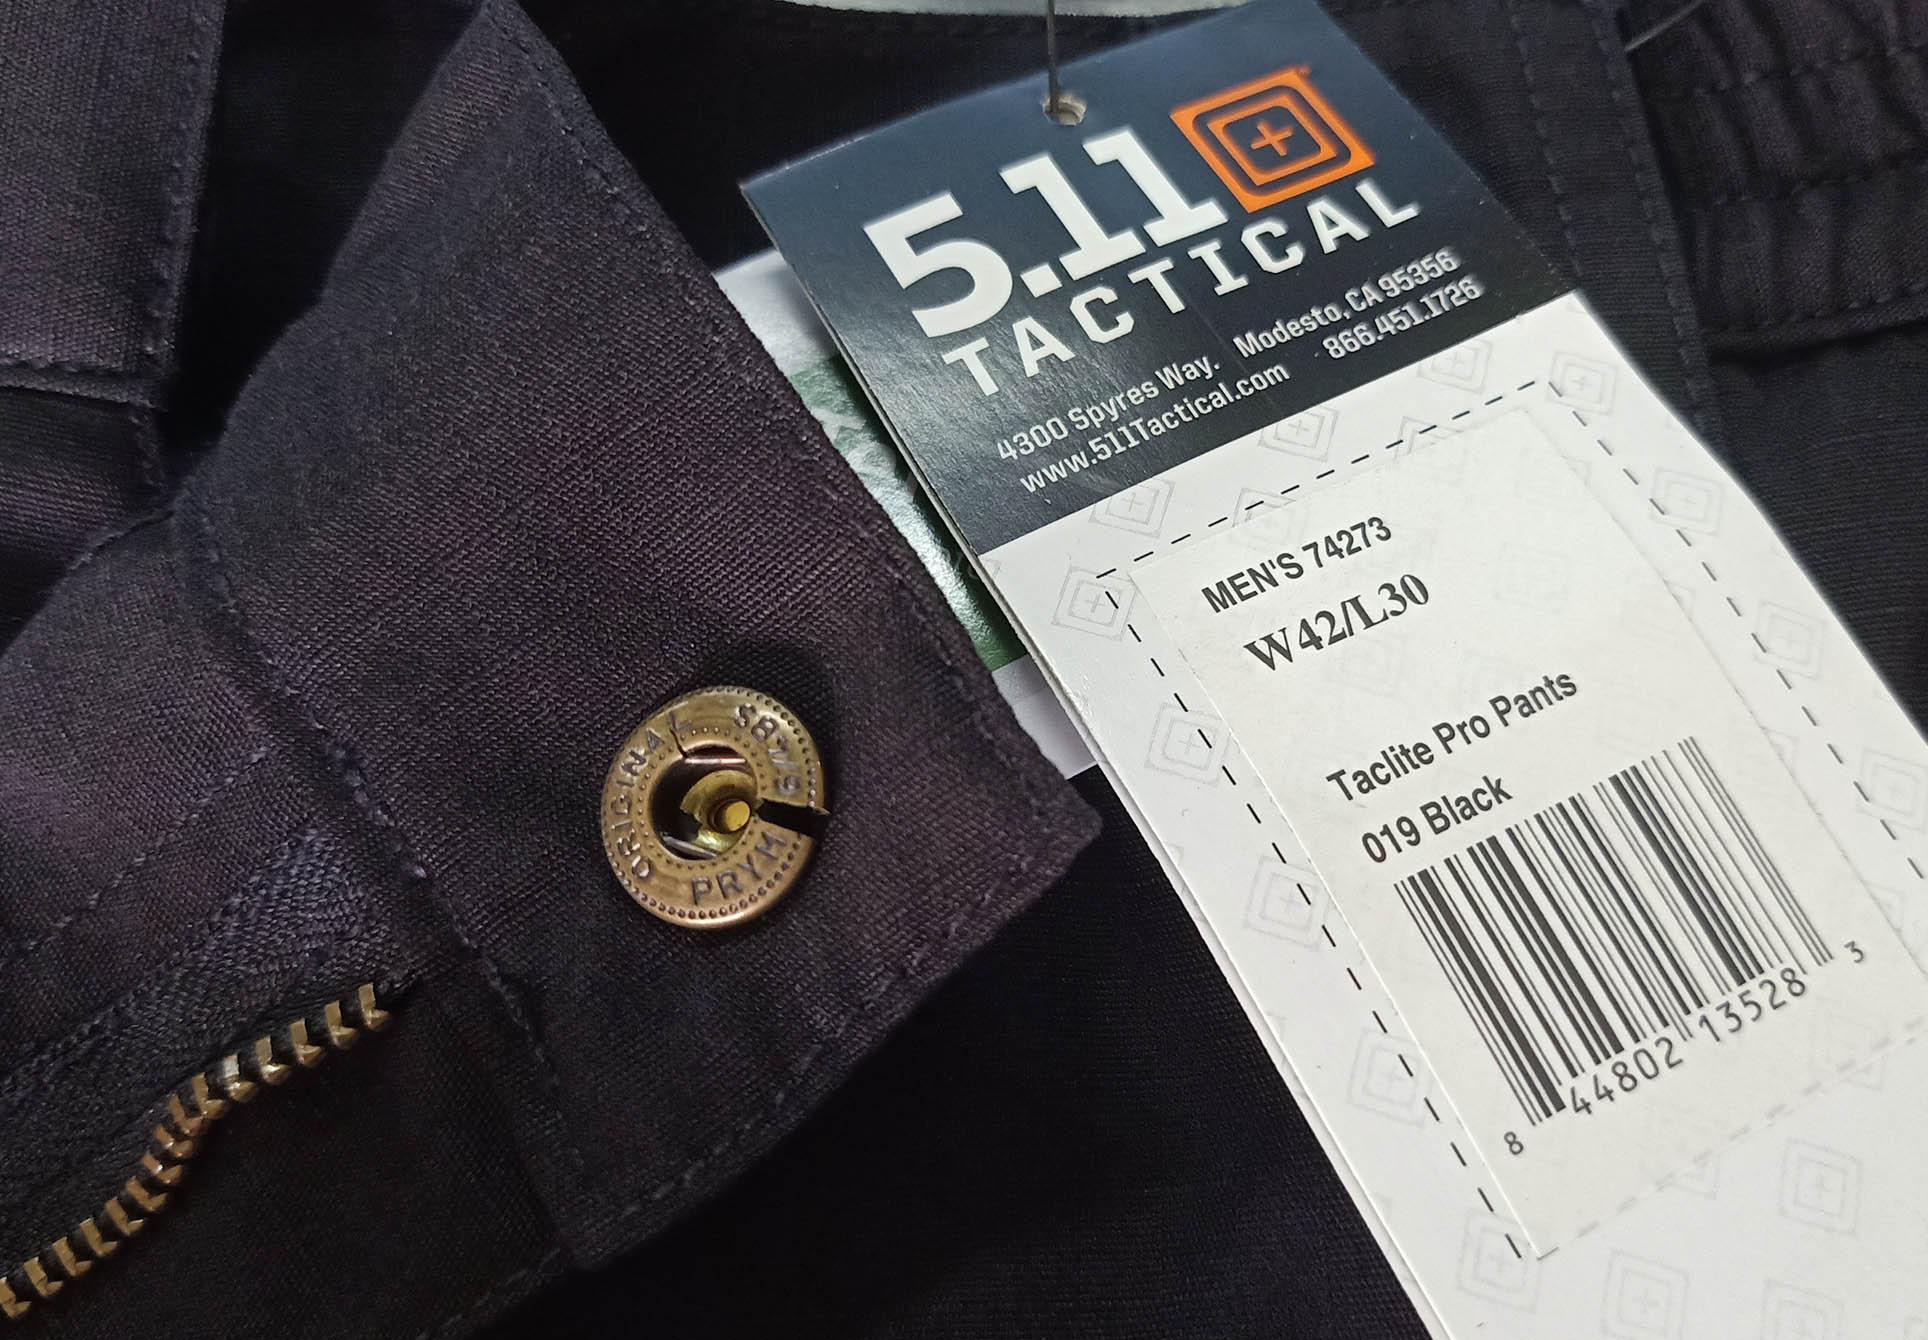 5.11
TACTICAL
4300 Spyres Way. Modesto, CA 95356
www.511Tactical.com 866.451.1726
MEN'S 74273
W42/L30
Taclite Pro Pants
019 Black
8 44802 13528 3
ORIGINAL
PRYM